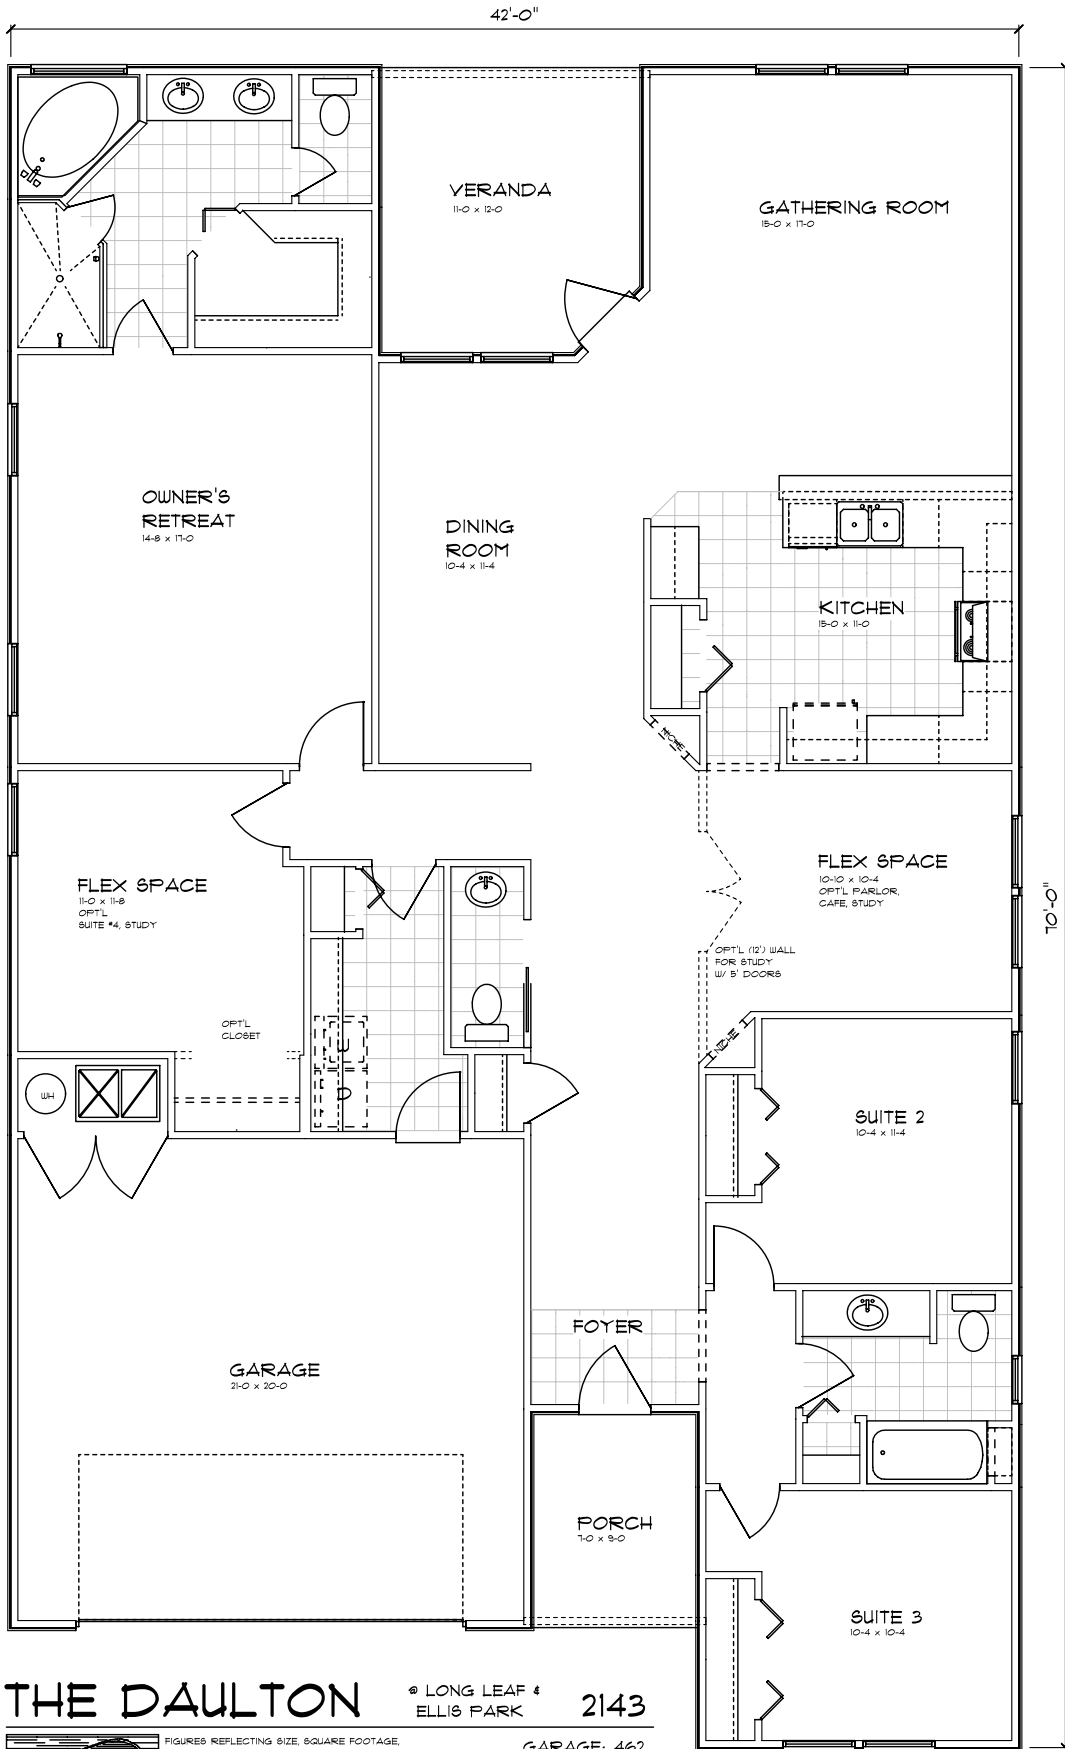 42'-0"
VERANDA
11-0 x 12-0
GATHERING ROOM
15-0 x 17-0
OWNER'S
RETREAT
14-8 x 17-0
DINING
ROOM
10-4 x 11-4
KITCHEN
15-0 x 11-0
NICHE
FLEX SPACE
11-0 x 11-8
OPT'L
SUITE #4, STUDY
FLEX SPACE
10-10 x 10-4
OPT'L PARLOR,
CAFE, STUDY
70'-0"
OPT'L (12') WALL
FOR STUDY
W/ 5' DOORS
OPT'L
CLOSET
NICHE
W
D
WH
SUITE 2
10-4 x 11-4
FOYER
GARAGE
21-0 x 20-0
PORCH
7-0 x 9-0
SUITE 3
10-4 x 10-4
THE DAULTON
@ LONG LEAF &
ELLIS PARK
2143
FIGURES REFLECTING SIZE, SQUARE FOOTAGE,
GARAGE: 462